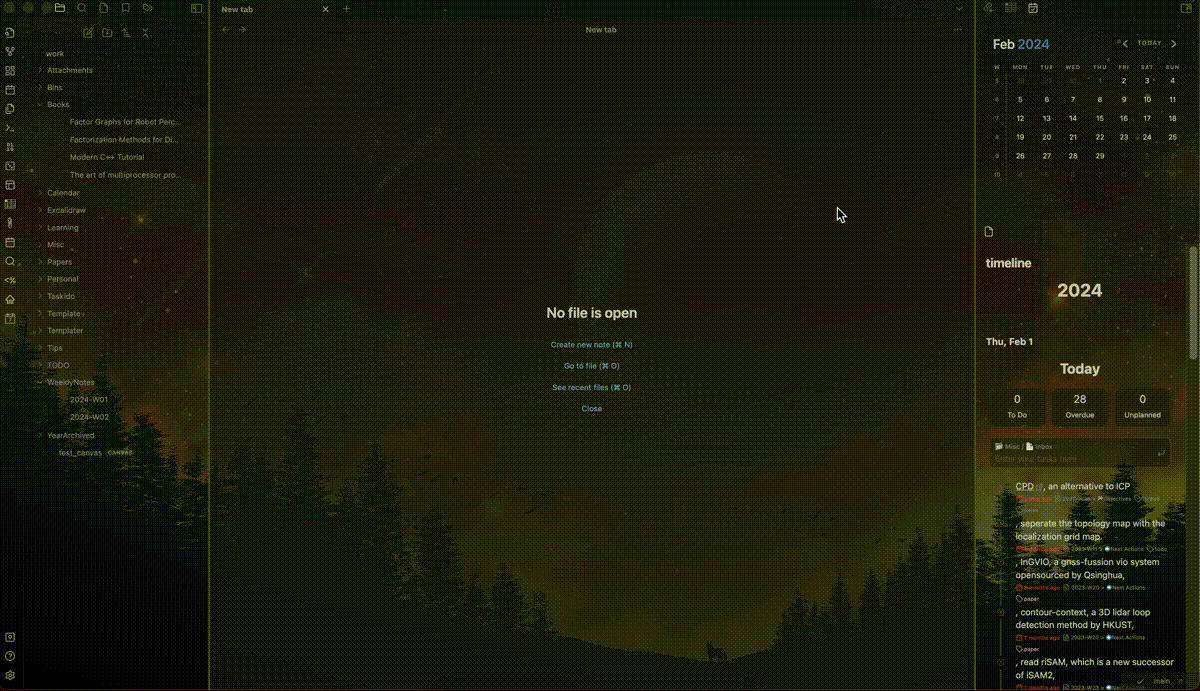 New tab
New tab
work
Attachments
Bins
Books
Factor Graphs for Robot Perc...
Factorization Methods for Di...
Modern C++ Tutorial
The art of multiprocessor pro...
Calendar
Excalidraw
Learning
Misc
Papers
Personal
Taskido
Template
Templater
Tips
TODO
WeeklyNotes
2024-W01
2024-W02
YearArchived
test_canvas CANVAS
No file is open
Create new note (⌘ N)
Go to file (⌘ O)
See recent files (⌘ O)
Close
Feb 2024
TODAY
W MON TUE WED THU FRI SAT SUN
5 29 30 31 1 2 3 4
6 5 6 7 8 9 10 11
7 12 13 14 15 16 17 18
8 19 20 21 22 23 24 25
9 26 27 28 29 1 2 3
10 4 5 6 7 8 9 10
timeline
2024
Thu, Feb 1
Today
0 28 0
To Do Overdue Unplanned
Misc / Inbox
Enter your tasks here
CPD, an alternative to ICP
Objectives
, seperate the topology map with the
localization grid map.
Next Actions todo
, InGVIO, a gnss-fussion vio system
opensourced by Qsinghua,
8 months ago 2023-W20 > Next Actions
paper
, contour-context, a 3D lidar loop
detection method by HKUST,
7 months ago 2023-W20 > Next Actions
paper
, read riSAM, which is a new successor
of iSAM2,
7 months ago 2023-W23 > Next Actions
main